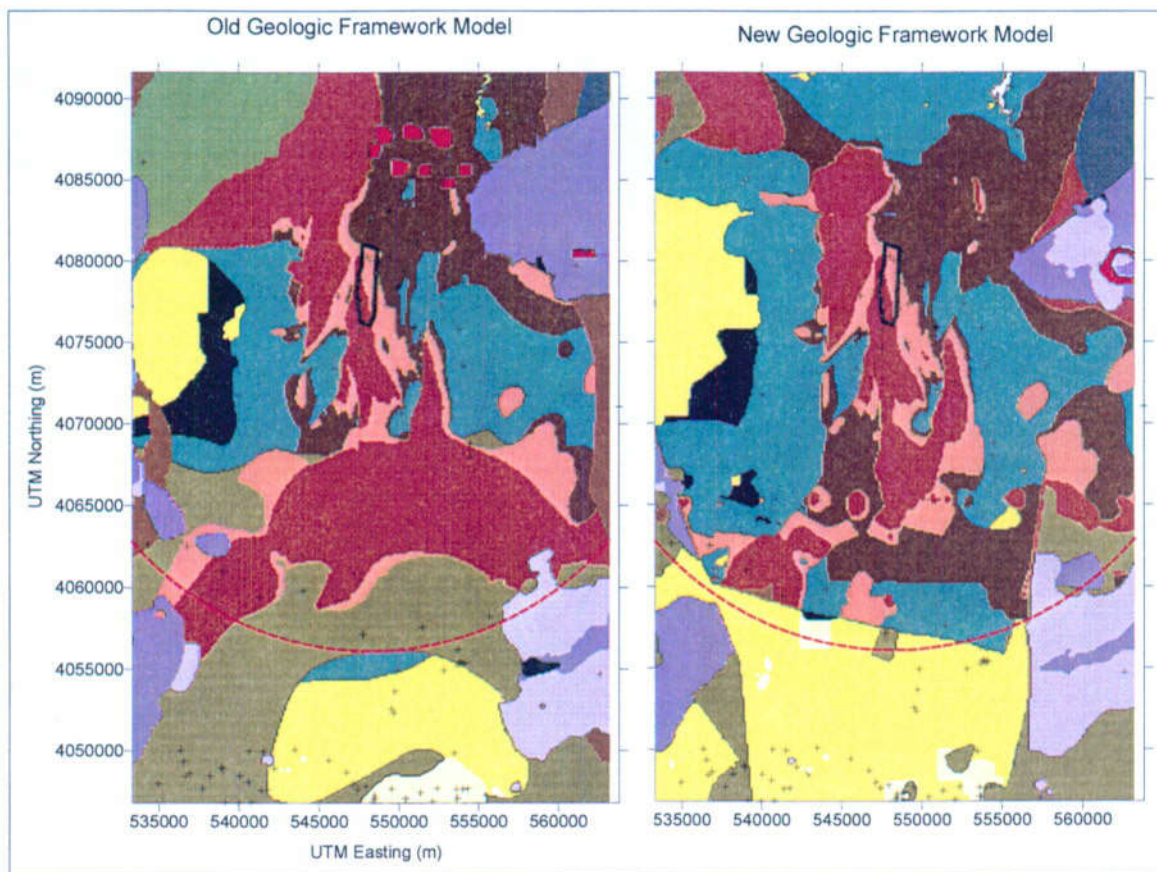 Old Geologic Framework Model
New Geologic Framework Model
UTM Northing (m)
4090000
4085000
4080000
4075000
4070000
4065000
4060000
4055000
4050000
535000 540000 545000 550000 555000 560000
535000 540000 545000 550000 555000 560000
UTM Easting (m)